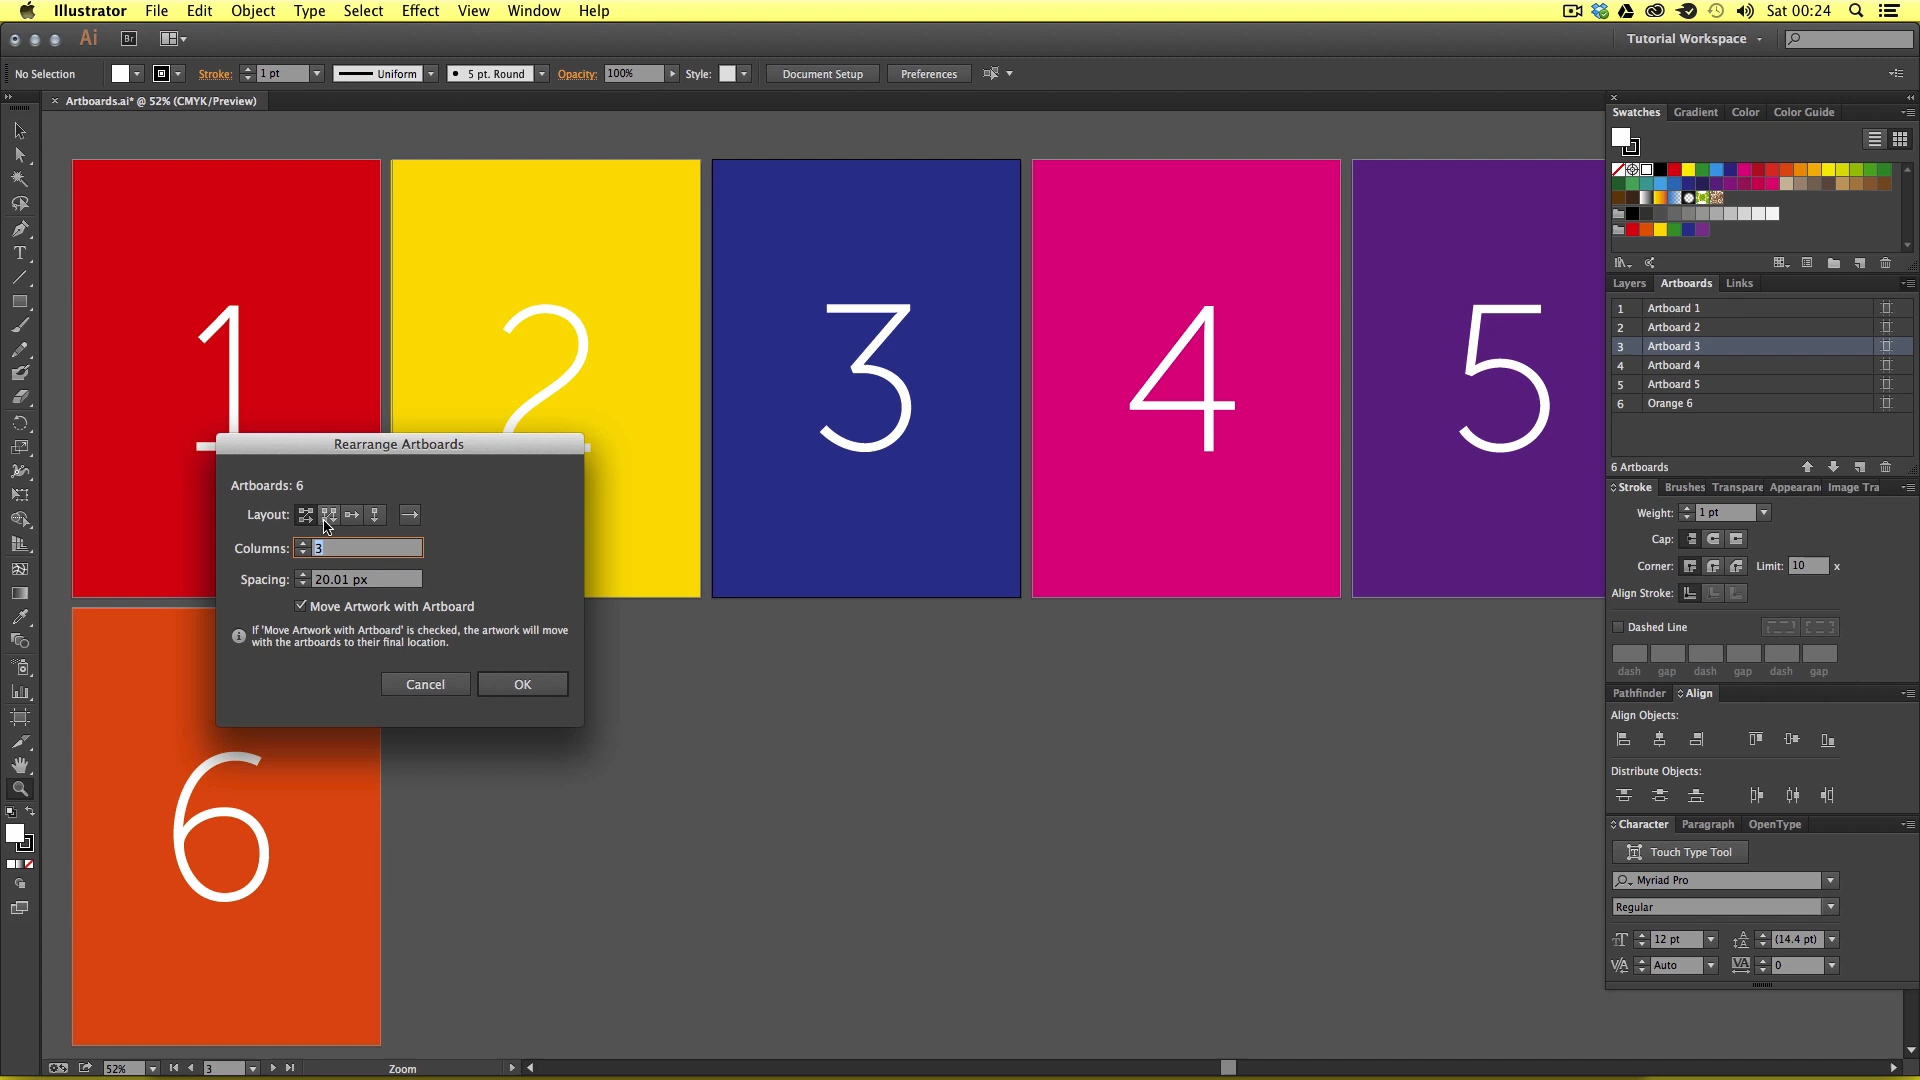 Illustrator File Edit Object Type Select Effect View Window Help Sat 00:24
Ai Br Tutorial Workspace
No Selection Stroke: 1 pt Uniform 5 pt. Round Opacity: 100% Style: Document Setup Preferences
Artboards.ai* @ 52% (CMYK/Preview)
Swatches Gradient Color Color Guide
Layers Artboards Links
1 Artboard 1
2 Artboard 2
3 Artboard 3
4 Artboard 4
5 Artboard 5
6 Orange 6
6 Artboards
1 2 3 4 5
Rearrange Artboards
Artboards: 6
Layout:
Columns: 3
Spacing: 20.01 px
Move Artwork with Artboard
If 'Move Artwork with Artboard' is checked, the artwork will move
with the artboards to their final location.
Cancel OK
6
Stroke Brushes Transpare Appearan Image Tra
Weight: 1 pt
Cap:
Corner: Limit: 10 x
Align Stroke:
Dashed Line
dash gap dash gap dash gap
Pathfinder Align
Align Objects:
Distribute Objects:
Character Paragraph OpenType
Touch Type Tool
Myriad Pro
Regular
12 pt (14.4 pt)
Auto 0
52% 3 Zoom